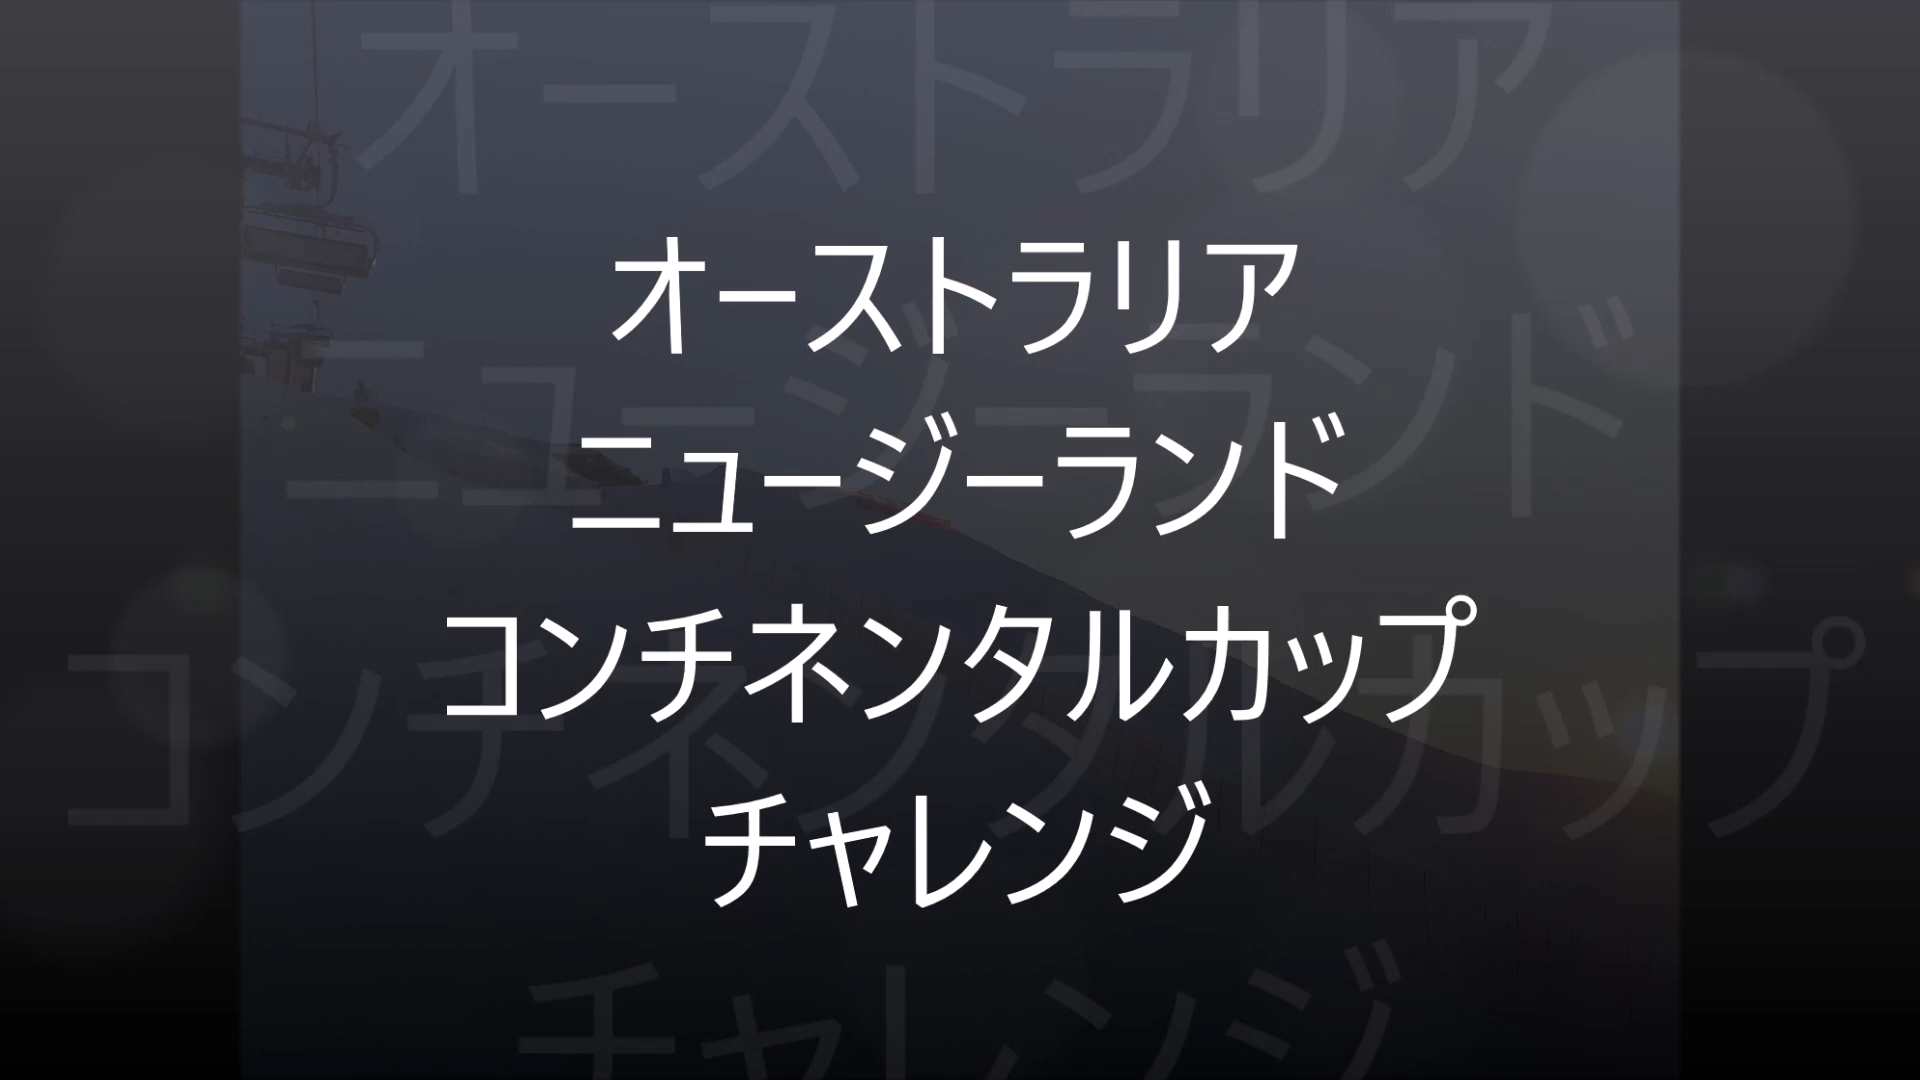 オーストラリア
ニュージーランド
コンチネンタルカップ
チャレンジ